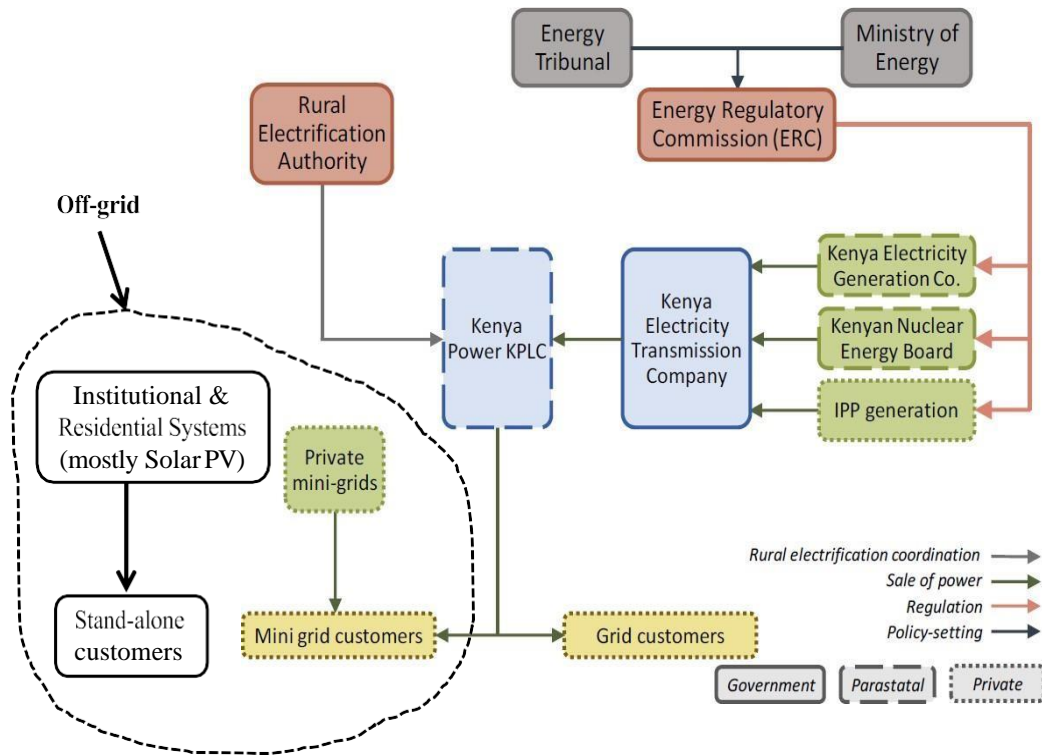 Energy
Tribunal
Ministry of
Energy
Rural
Electrification
Authority
Energy Regulatory
Commission (ERC)
Off-grid
Kenya Electricity
Generation Co.
Kenya
Power KPLC
Kenya
Electricity
Transmission
Company
Kenyan Nuclear
Energy Board
IPP generation
Institutional &
Residential Systems
(mostly Solar PV)
Private
mini-grids
Stand-alone
customers
Mini grid customers
Grid customers
Rural electrification coordination
Sale of power
Regulation
Policy-setting
Government
Parastatal
Private